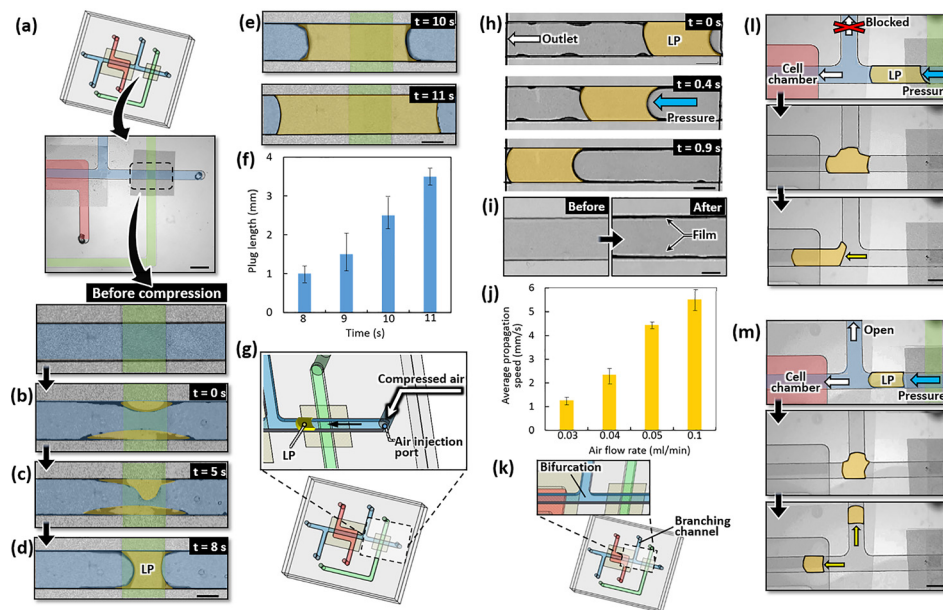 (a)
Before compression
(b)
t = 0 s
(c)
t = 5 s
(d)
t = 8 s
LP
(e)
t = 10 s
t = 11 s
(f)
Plug length (mm)
4
3
2
1
0
8 9 10 11
Time (s)
(g)
Compressed air
LP
Air injection
port
(h)
t = 0 s
Outlet
LP
t = 0.4 s
Pressure
t = 0.9 s
(i)
Before
After
Film
(j)
Average propagation
speed (mm/s)
6
5
4
3
2
1
0
0.03 0.04 0.05 0.1
Air flow rate (ml/min)
(k)
Bifurcation
Branching
channel
(l)
Blocked
Cell
chamber
LP
Pressure
(m)
Open
Cell
chamber
LP
Pressure